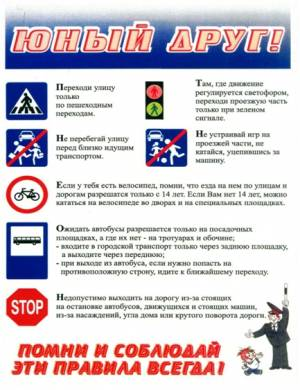 ЮНЫЙ ДРУГ!
Переходи улицу
только
по пешеходным
переходам.
Там, где движение
регулируется светофором,
переходи проезжую часть
только при зеленом
сигнале.
Не перебегай улицу
перед близко идущим
транспортом.
Не устраивай игр на
проезжей части, не
катайся, уцепившись за
машину.
Если у тебя есть велосипед, помни, что езда на нем по улицам и
дорогам разрешается только с 14 лет. Если Вам нет 14 лет, можно
кататься на велосипеде во дворах и на специальных площадках.
Ожидать автобусы разрешается только на посадочных
площадках, а где их нет - на тротуарах и обочине;
- входите в городской транспорт только через заднюю площадку,
а выходите через переднюю;
- при выходе из автобуса, если нужно попасть на
противоположную строну, идите к ближайшему переходу.
STOP
Недопустимо выходить на дорогу из-за стоящих
на остановке автобусов, движущихся и стоящих машин,
из-за насаждений, угла дома или крутого поворота дороги.
ПОМНИ И СОБЛЮДАЙ
ЭТИ ПРАВИЛА ВСЕГДА!